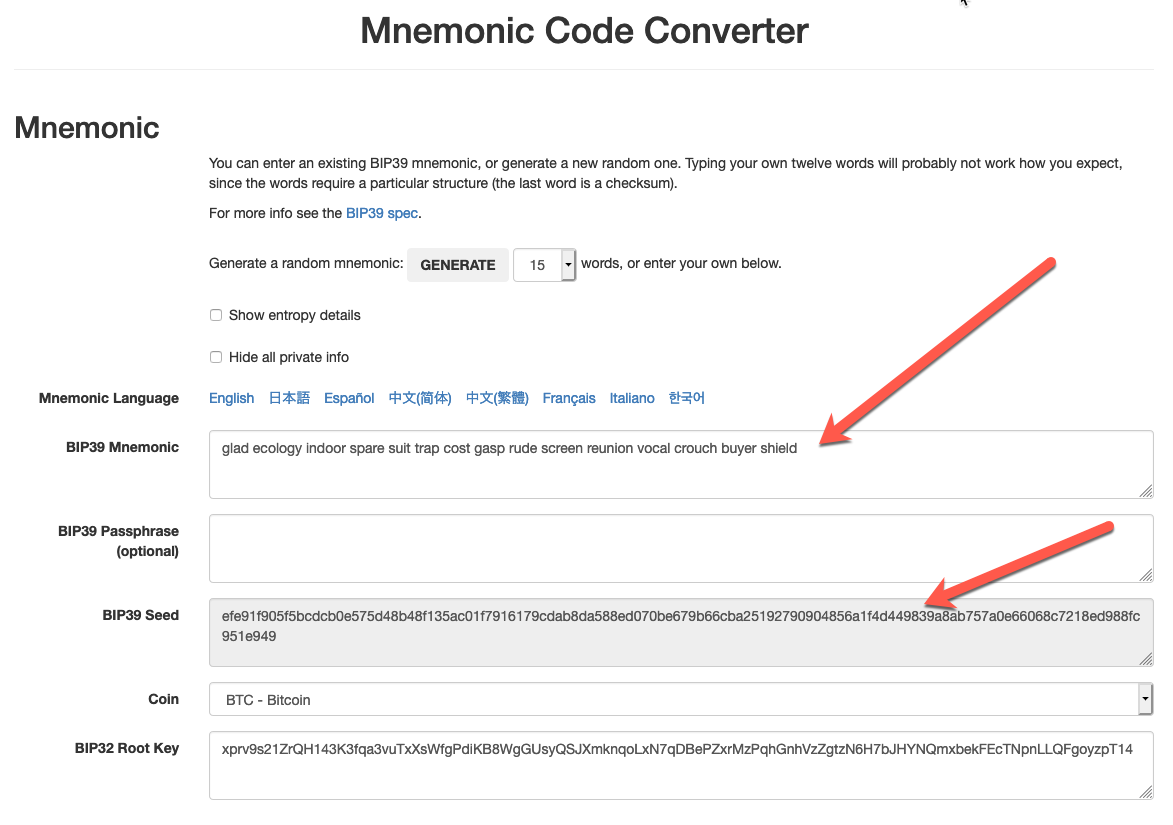 Mnemonic Code Converter
Mnemonic
You can enter an existing BIP39 mnemonic, or generate a new random one. Typing your own twelve words will probably not work how you expect,
since the words require a particular structure (the last word is a checksum).
For more info see the BIP39 spec.
Generate a random mnemonic: GENERATE 15 words, or enter your own below.
Show entropy details
Hide all private info
Mnemonic Language English 日本語 Español 中文(简体) 中文(繁體) Français Italiano 한국어
BIP39 Mnemonic glad ecology indoor spare suit trap cost gasp rude screen reunion vocal crouch buyer shield
BIP39 Passphrase
(optional)
BIP39 Seed efe91f905f5bcdcb0e575d48b48f135ac01f7916179cdab8da588ed070be679b66cba25192790904856a1f4d449839a8ab757a0e66068c7218ed988fc
951e949
Coin BTC - Bitcoin
BIP32 Root Key xprv9s21ZrQH143K3fqa3vuTxXsWfgPdiKB8WgGUsyQSJXmknqoLxN7qDBePZxrMzPqhGnhVzZgtzN6H7bJHYNQmxbekFEcTNpnLLQFgoyzpT14